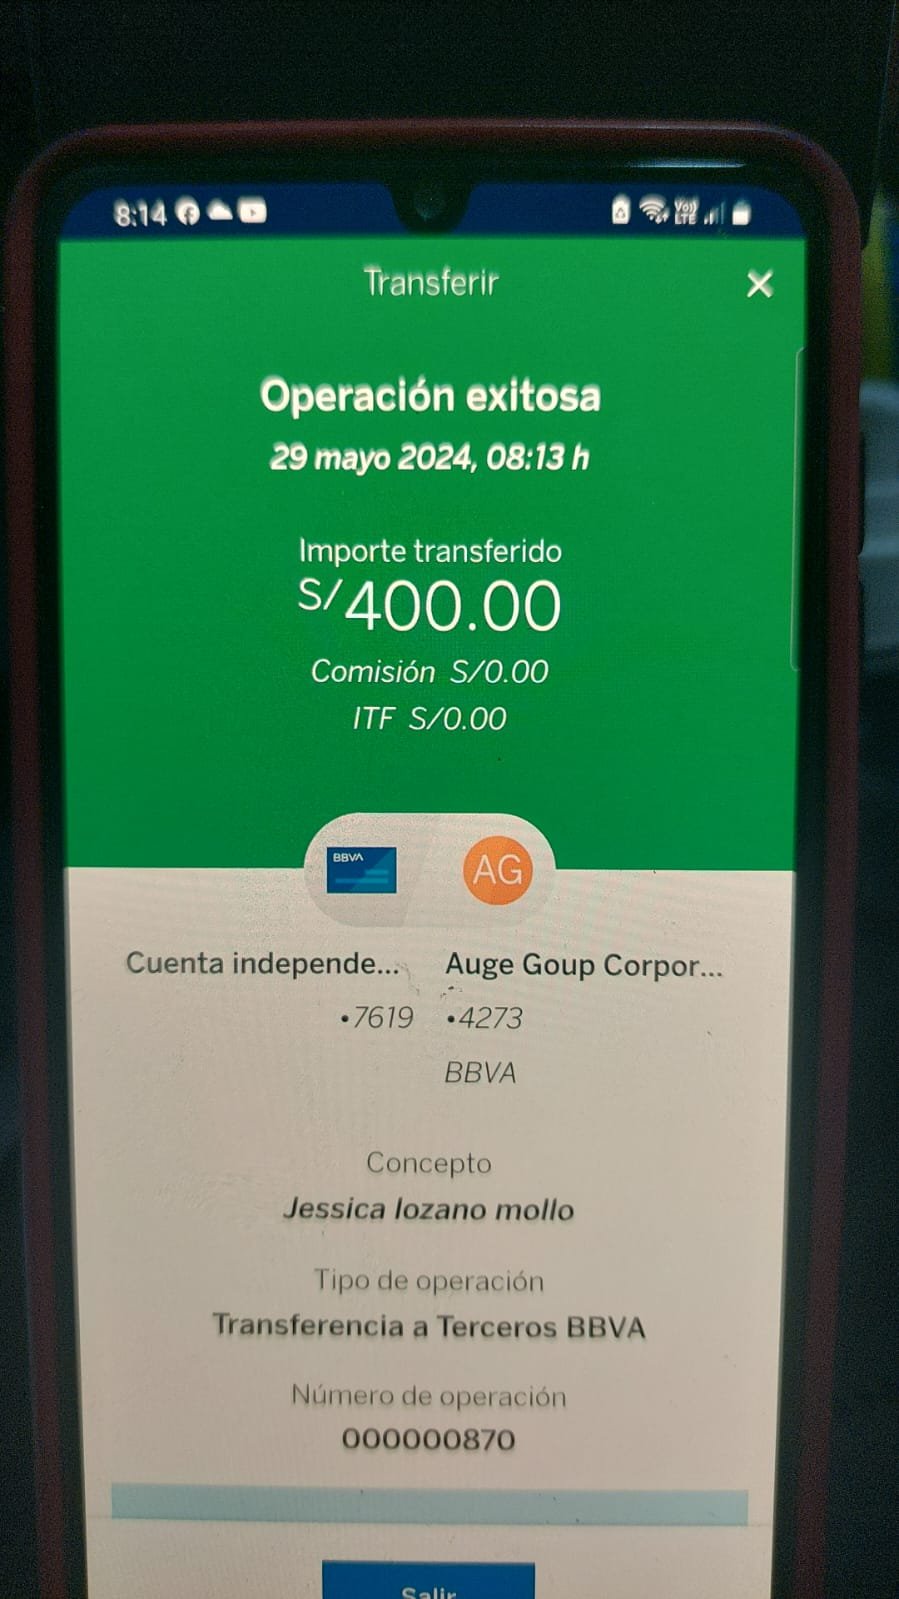 8:14
VoJ) LTE
Transferir
Operación exitosa
29 mayo 2024, 08:13 h
Importe transferido
S/400.00
Comisión S/0.00
ITF S/0.00
BBVA
AG
Cuenta independe... Auge Goup Corpor...
•7619 •4273
BBVA
Concepto
Jessica lozano mollo
Tipo de operación
Transferencia a Terceros BBVA
Número de operación
000000870
Salir